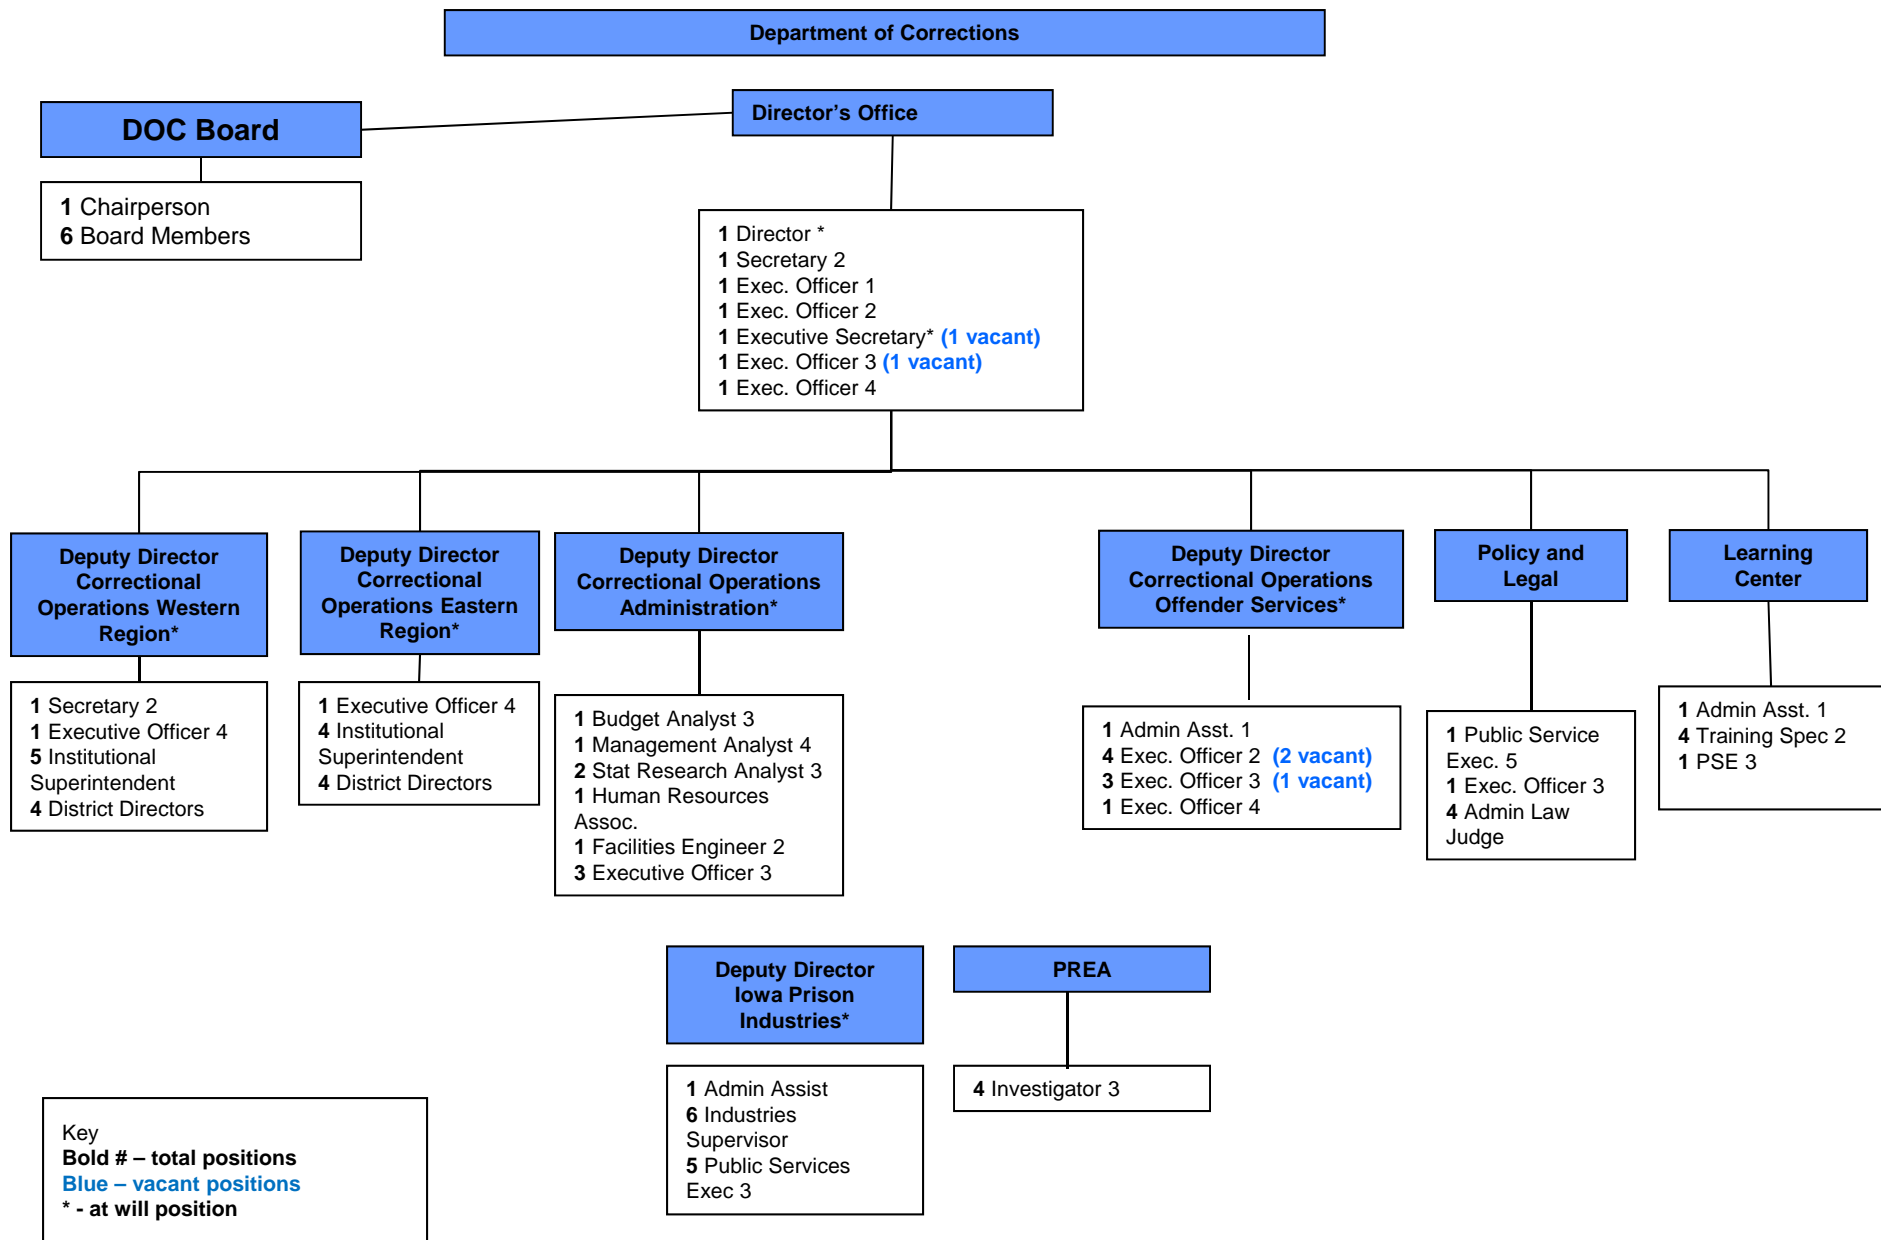 Department of Corrections
DOC Board
Director’s Office
1 Chairperson
6 Board Members
1 Director *
1 Secretary 2
1 Exec. Officer 1
1 Exec. Officer 2
1 Executive Secretary* (1 vacant)
1 Exec. Officer 3 (1 vacant)
1 Exec. Officer 4
Deputy Director
Correctional
Operations Western
Region*
Deputy Director
Correctional
Operations Eastern
Region*
Deputy Director
Correctional Operations
Administration*
Deputy Director
Correctional Operations
Offender Services*
Policy and
Legal
Learning
Center
1 Secretary 2
1 Executive Officer 4
5 Institutional
Superintendent
4 District Directors
1 Executive Officer 4
4 Institutional
Superintendent
4 District Directors
1 Budget Analyst 3
1 Management Analyst 4
2 Stat Research Analyst 3
1 Human Resources
Assoc.
1 Facilities Engineer 2
3 Executive Officer 3
1 Admin Asst. 1
4 Exec. Officer 2 (2 vacant)
3 Exec. Officer 3 (1 vacant)
1 Exec. Officer 4
1 Public Service
Exec. 5
1 Exec. Officer 3
4 Admin Law
Judge
1 Admin Asst. 1
4 Training Spec 2
1 PSE 3
Deputy Director
Iowa Prison
Industries*
PREA
1 Admin Assist
6 Industries
Supervisor
5 Public Services
Exec 3
4 Investigator 3
Key
Bold # – total positions
Blue – vacant positions
* - at will position